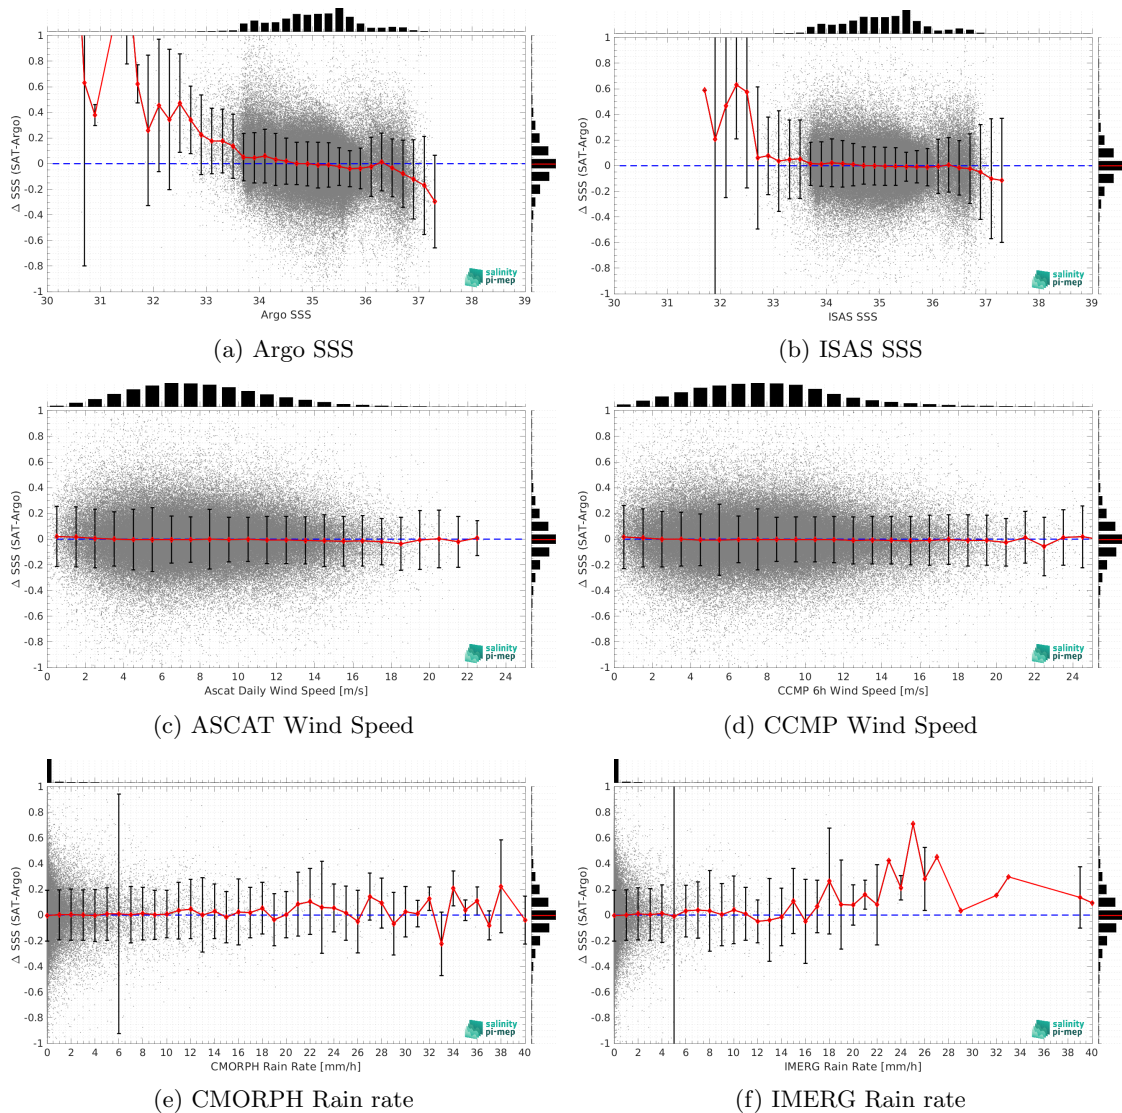 1
0.8
0.6
0.4
0.2
0
-0.2
-0.4
-0.6
-0.8
-1
Δ SSS (SAT-Argo)
30 31 32 33 34 35 36 37 38 39
Argo SSS
salinity
pi-mep
(a) Argo SSS
1
0.8
0.6
0.4
0.2
0
-0.2
-0.4
-0.6
-0.8
-1
Δ SSS (SAT-Argo)
30 31 32 33 34 35 36 37 38 39
ISAS SSS
salinity
pi-mep
(b) ISAS SSS
1
0.8
0.6
0.4
0.2
0
-0.2
-0.4
-0.6
-0.8
-1
Δ SSS (SAT-Argo)
0 2 4 6 8 10 12 14 16 18 20 22 24
Ascat Daily Wind Speed [m/s]
salinity
pi-mep
(c) ASCAT Wind Speed
1
0.8
0.6
0.4
0.2
0
-0.2
-0.4
-0.6
-0.8
-1
Δ SSS (SAT-Argo)
0 2 4 6 8 10 12 14 16 18 20 22 24
CCMP 6h Wind Speed [m/s]
salinity
pi-mep
(d) CCMP Wind Speed
1
0.8
0.6
0.4
0.2
0
-0.2
-0.4
-0.6
-0.8
-1
Δ SSS (SAT-Argo)
0 2 4 6 8 10 12 14 16 18 20 22 24 26 28 30 32 34 36 38 40
CMORPH Rain Rate [mm/h]
salinity
pi-mep
(e) CMORPH Rain rate
1
0.8
0.6
0.4
0.2
0
-0.2
-0.4
-0.6
-0.8
-1
Δ SSS (SAT-Argo)
0 2 4 6 8 10 12 14 16 18 20 22 24 26 28 30 32 34 36 38 40
IMERG Rain Rate [mm/h]
salinity
pi-mep
(f) IMERG Rain rate